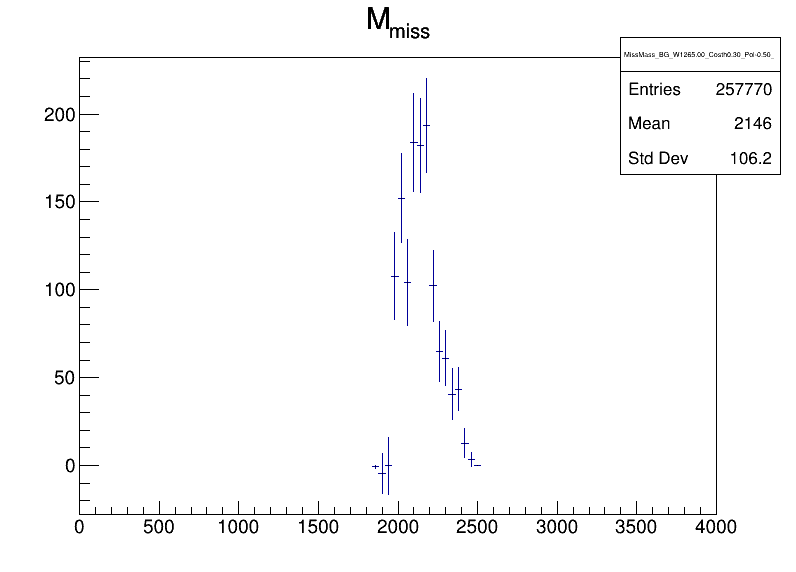 M_miss
MissMass_BG_W1265.00_Costh0.30_Pol-0.50_
Entries 257770
Mean 2146
Std Dev 106.2
200
150
100
50
0
0 500 1000 1500 2000 2500 3000 3500 4000